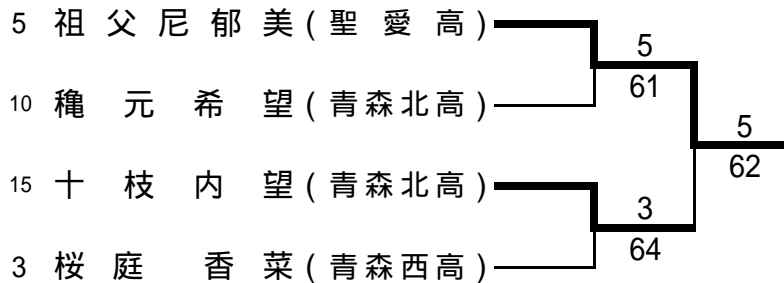 5 祖父尼郁美(聖愛高)
5
61
10 穐元希望(青森北高)
5
62
15 十枝内望(青森北高)
3
64
3 桜庭 香菜(青森西高)